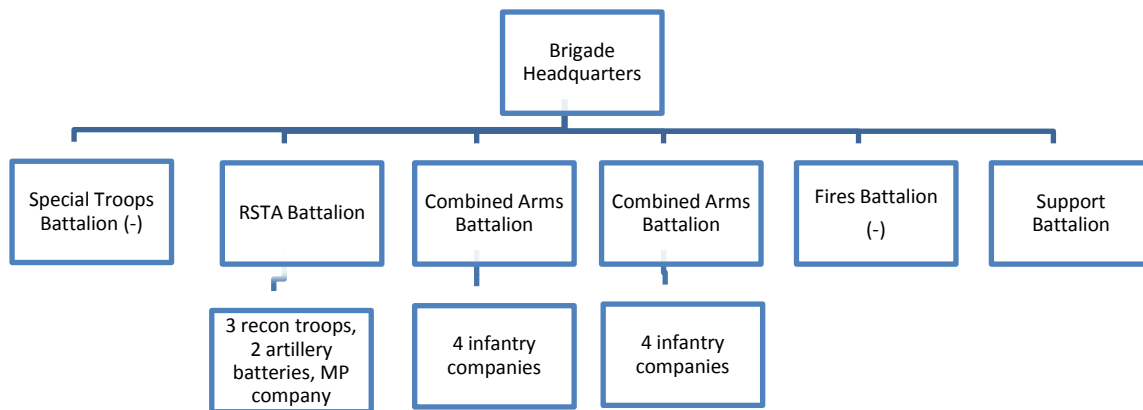 Brigade
Headquarters
Special Troops
Battalion (-)
RSTA Battalion
Combined Arms
Battalion
Combined Arms
Battalion
Fires Battalion
(-)
Support
Battalion
3 recon troops,
2 artillery
batteries, MP
company
4 infantry
companies
4 infantry
companies